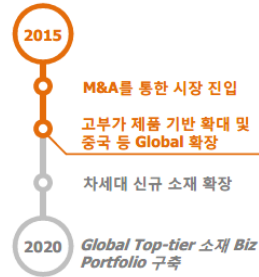 2015
M&A를 통한 시장 진입
고부가 제품 기반 확대 및
중국 등 Global 확장
차세대 신규 소재 확장
2020
Global Top-tier 소재 Biz
Portfolio 구축